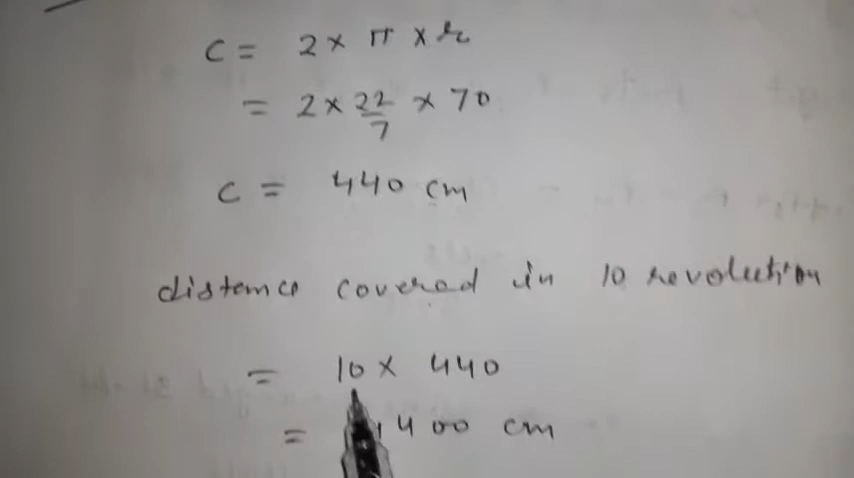 C = 2 × π × r
= 2 × 22/7 × 70
C = 440 cm
distance covered in 10 revolution
= 10 × 440
= 400 cm